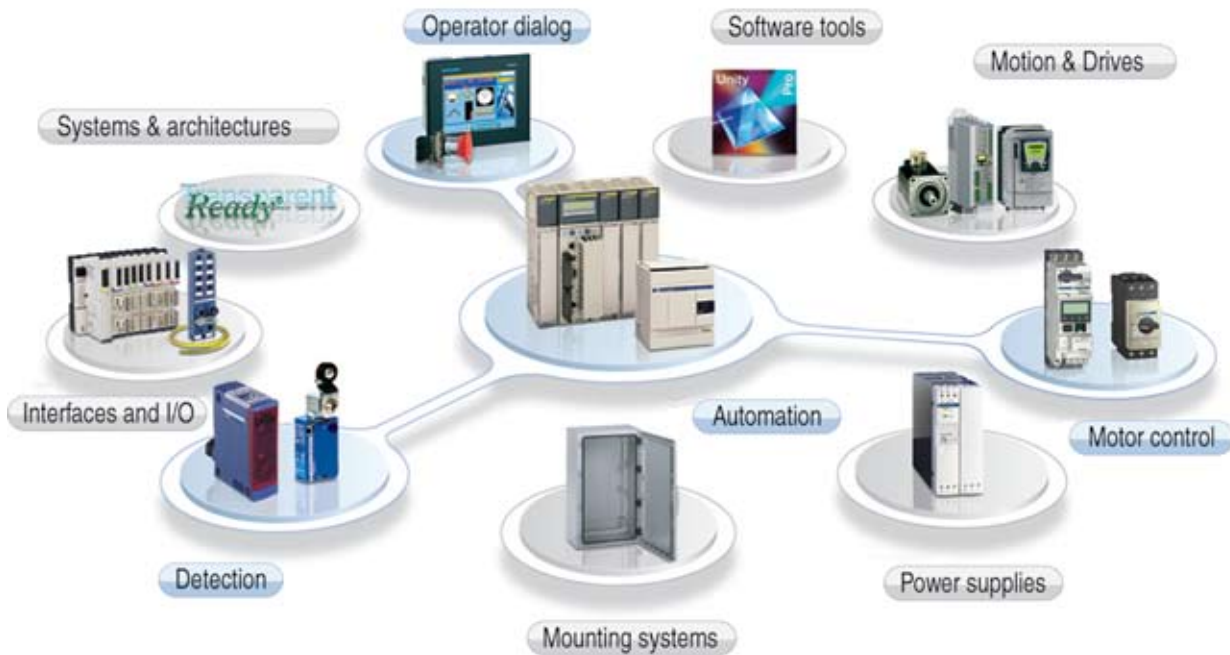 Operator dialog
Software tools
Motion & Drives
Systems & architectures
Unity
Pro
Transparent
Ready
Interfaces and I/O
Automation
Motor control
Detection
Power supplies
Mounting systems